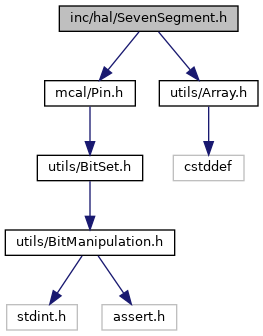 inc/hal/SevenSegment.h
mcal/Pin.h
utils/Array.h
utils/BitSet.h
cstddef
utils/BitManipulation.h
stdint.h
assert.h